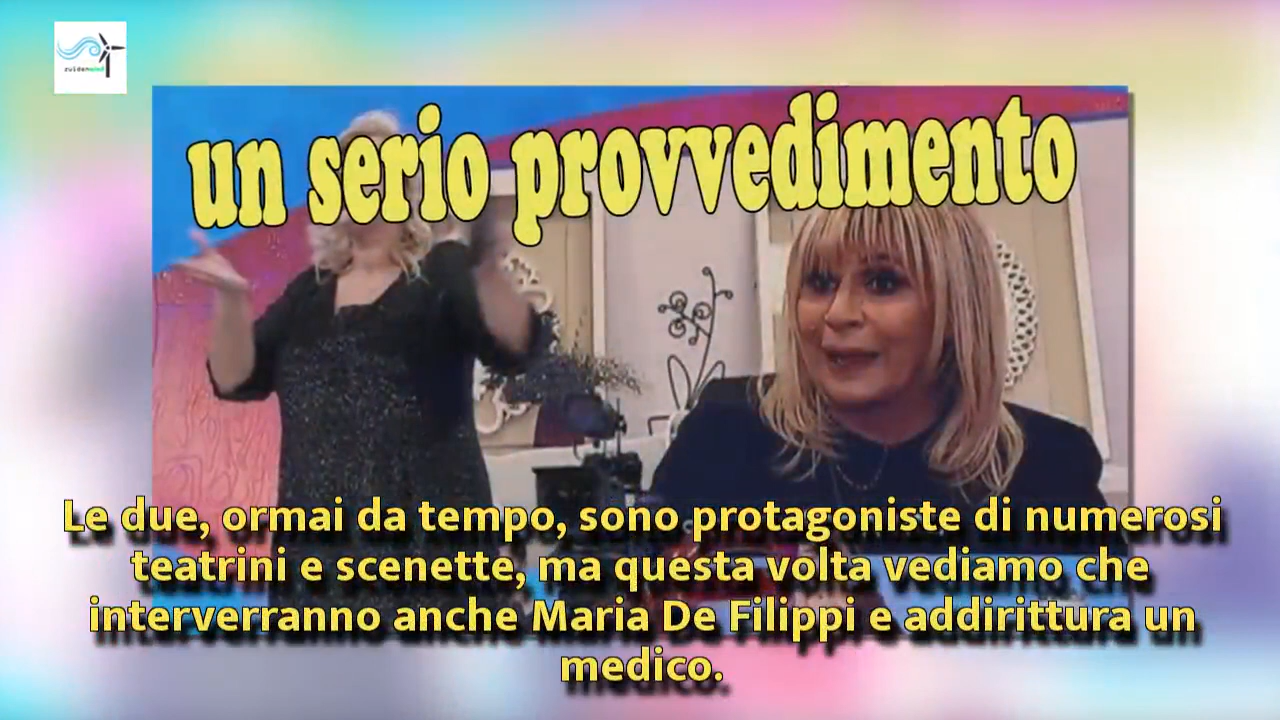 zuidenwind
un serio provvedimento
Le due, ormai da tempo, sono protagoniste di numerosi
teatrini e scenette, ma questa volta vediamo che
interverranno anche Maria De Filippi e addirittura un
medico.